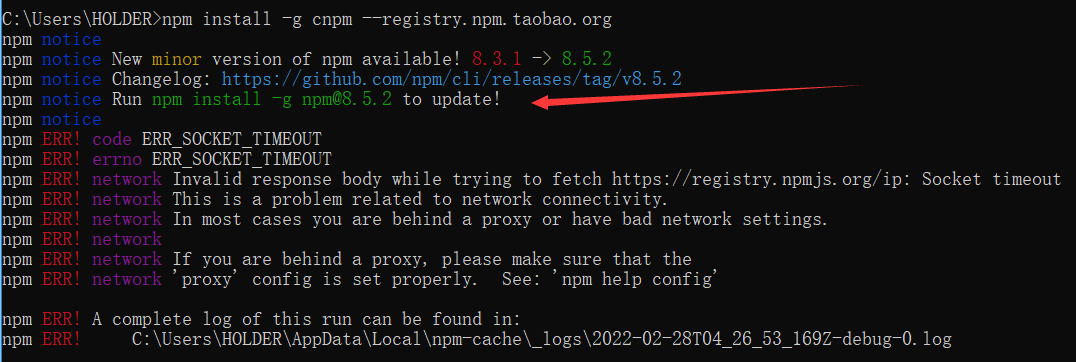 C:\Users\HOLDER>npm install -g cnpm --registry.npm.taobao.org
npm notice
npm notice New minor version of npm available! 8.3.1 -> 8.5.2
npm notice Changelog: https://github.com/npm/cli/releases/tag/v8.5.2
npm notice Run npm install -g npm@8.5.2 to update!
npm notice
npm ERR! code ERR_SOCKET_TIMEOUT
npm ERR! errno ERR_SOCKET_TIMEOUT
npm ERR! network Invalid response body while trying to fetch https://registry.npmjs.org/ip: Socket timeout
npm ERR! network This is a problem related to network connectivity.
npm ERR! network In most cases you are behind a proxy or have bad network settings.
npm ERR! network
npm ERR! network If you are behind a proxy, please make sure that the
npm ERR! network 'proxy' config is set properly.  See: 'npm help config'
npm ERR! A complete log of this run can be found in:
npm ERR!     C:\Users\HOLDER\AppData\Local\npm-cache\_logs\2022-02-28T04_26_53_169Z-debug-0.log